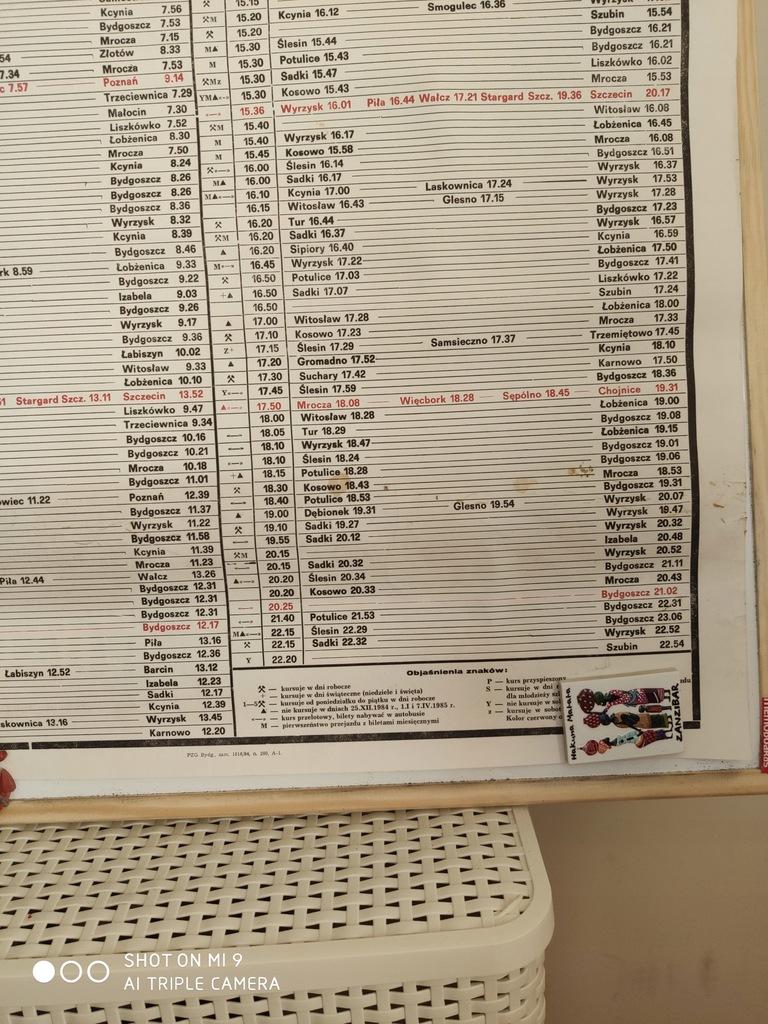 Kcynia 7.56
Bydgoszcz 7.53
Mrocza 7.15
Złotów 8.33
Mrocza 7.53
7.57 Poznań 9.14
Trzeciewnica 7.29
Małocin 7.30
Liszkówko 7.52
Łobżenica 8.30
Mrocza 7.50
Kcynia 8.24
Bydgoszcz 8.26
Bydgoszcz 8.26
Bydgoszcz 8.36
Wyrzysk 8.32
Kcynia 8.39
Bydgoszcz 8.46
8.59 Łobżenica 9.33
Bydgoszcz 9.22
Izabela 9.03
Bydgoszcz 9.26
Wyrzysk 9.17
Bydgoszcz 9.36
Łabiszyn 10.02
Witosław 9.33
Łobżenica 10.10
Stargard Szcz. 13.11 Szczecin 13.52
Liszkówko 9.47
Trzeciewnica 9.34
Bydgoszcz 10.16
Bydgoszcz 10.21
Mrocza 10.18
Bydgoszcz 11.01
11.22 Poznań 12.39
Bydgoszcz 11.37
Wyrzysk 11.22
Bydgoszcz 11.58
Kcynia 11.39
Mrocza 11.23
Piła 12.44 Wałcz 13.26
Bydgoszcz 12.31
Bydgoszcz 12.31
Bydgoszcz 12.31
Bydgoszcz 12.17
Piła 13.16
Bydgoszcz 12.36
Łabiszyn 12.52 Barcin 13.12
Izabela 12.23
Sadki 12.17
Kcynia 12.39
13.16 Wyrzysk 13.45
Karnowo 12.20
15.15 Smogulec 16.36 Wyrzysk
⚒M 15.20 Kcynia 16.12 Szubin 15.54
⚒ 15.20 Bydgoszcz 16.21
M▲ 15.30 Ślesin 15.44 Bydgoszcz 16.21
M 15.30 Potulice 15.43 Liszkówko 16.02
⚒Mz 15.30 Sadki 15.47 Mrocza 15.53
YM▲←→ 15.30 Kosowo 15.43
←→ 15.36 Wyrzysk 16.01 Piła 16.44 Wałcz 17.21 Stargard Szcz. 19.36 Szczecin 20.17
⚒M 15.40 Witosław 16.08
M 15.40 Wyrzysk 16.17 Łobżenica 16.45
M 15.45 Kosowo 15.58 Mrocza 16.08
⚒←→ 16.00 Ślesin 16.14 Bydgoszcz 16.51
M▲ 16.00 Sadki 16.17 Wyrzysk 16.37
M▲←→ 16.10 Kcynia 17.00 Laskownica 17.24 Wyrzysk 17.53
16.15 Witosław 16.43 Glesno 17.15 Wyrzysk 17.28
⚒ 16.20 Tur 16.44 Bydgoszcz 17.23
⚒M 16.20 Sadki 16.37 Wyrzysk 16.57
▲ 16.20 Sipiory 16.40 Kcynia 16.59
M←→ 16.45 Wyrzysk 17.22 Łobżenica 17.50
⚒ 16.50 Potulice 17.03 Bydgoszcz 17.41
+▲ 16.50 Sadki 17.07 Liszkówko 17.22
16.50 Szubin 17.24
▲ 17.00 Witosław 17.28 Łobżenica 18.00
⚒ 17.10 Kosowo 17.23 Mrocza 17.33
Z+ 17.15 Ślesin 17.29 Samsieczno 17.37 Trzemiętowo 17.45
▲ 17.20 Gromadno 17.52 Kcynia 18.10
⚒ 17.30 Suchary 17.42 Karnowo 17.50
Y←→ 17.45 Ślesin 17.59 Bydgoszcz 18.36
▲←→ 17.50 Mrocza 18.08 Więcbork 18.28 Sępólno 18.45 Chojnice 19.31
18.00 Witosław 18.28 Łobżenica 19.00
←→ 18.05 Tur 18.29 Bydgoszcz 19.08
←→ 18.10 Wyrzysk 18.47 Łobżenica 19.15
←→ 18.10 Ślesin 18.24 Bydgoszcz 19.01
+▲ 18.15 Potulice 18.28 Bydgoszcz 19.06
⚒ 18.30 Kosowo 18.43 Mrocza 18.53
←→ 18.40 Potulice 18.53 Bydgoszcz 19.31
▲ 19.00 Dębionek 19.31 Glesno 19.54 Wyrzysk 20.07
⚒ 19.10 Sadki 19.27 Wyrzysk 19.47
←→ 19.55 Sadki 20.12 Wyrzysk 20.32
⚒M 20.15 Izabela 20.48
←→ 20.15 Sadki 20.32 Wyrzysk 20.52
▲←→ 20.20 Ślesin 20.34 Bydgoszcz 21.11
20.20 Kosowo 20.33 Mrocza 20.43
←→ 20.25 Bydgoszcz 21.02
←→ 21.40 Potulice 21.53 Bydgoszcz 22.31
M▲←→ 22.15 Ślesin 22.29 Bydgoszcz 23.06
⚒ 22.15 Sadki 22.32 Wyrzysk 22.52
Y 22.20 Szubin 22.54
Objaśnienia znaków:
⚒ — kursuje w dni robocze
+ — kursuje w dni świąteczne (niedziele i święta)
1—5⚒ — kursuje od poniedziałku do piątku w dni robocze
▲ — nie kursuje w dniach 25.XII.1984 r., 1.I i 7.IV.1985 r.
←→ — kurs przelotowy, bilety nabywać w autobusie
M — pierwszeństwo przejazdu z biletami miesięcznymi
P — kurs przyspieszony
S — kursuje w dni
dla młodzieży
Y — nie kursuje w
z — kursuje w
Kolor czerwony
PZG Bydg., zam. 1016/84, n. 280, A-1.
Hakuna Matata
ZANZIBAR
SHOT ON MI 9
AI TRIPLE CAMERA